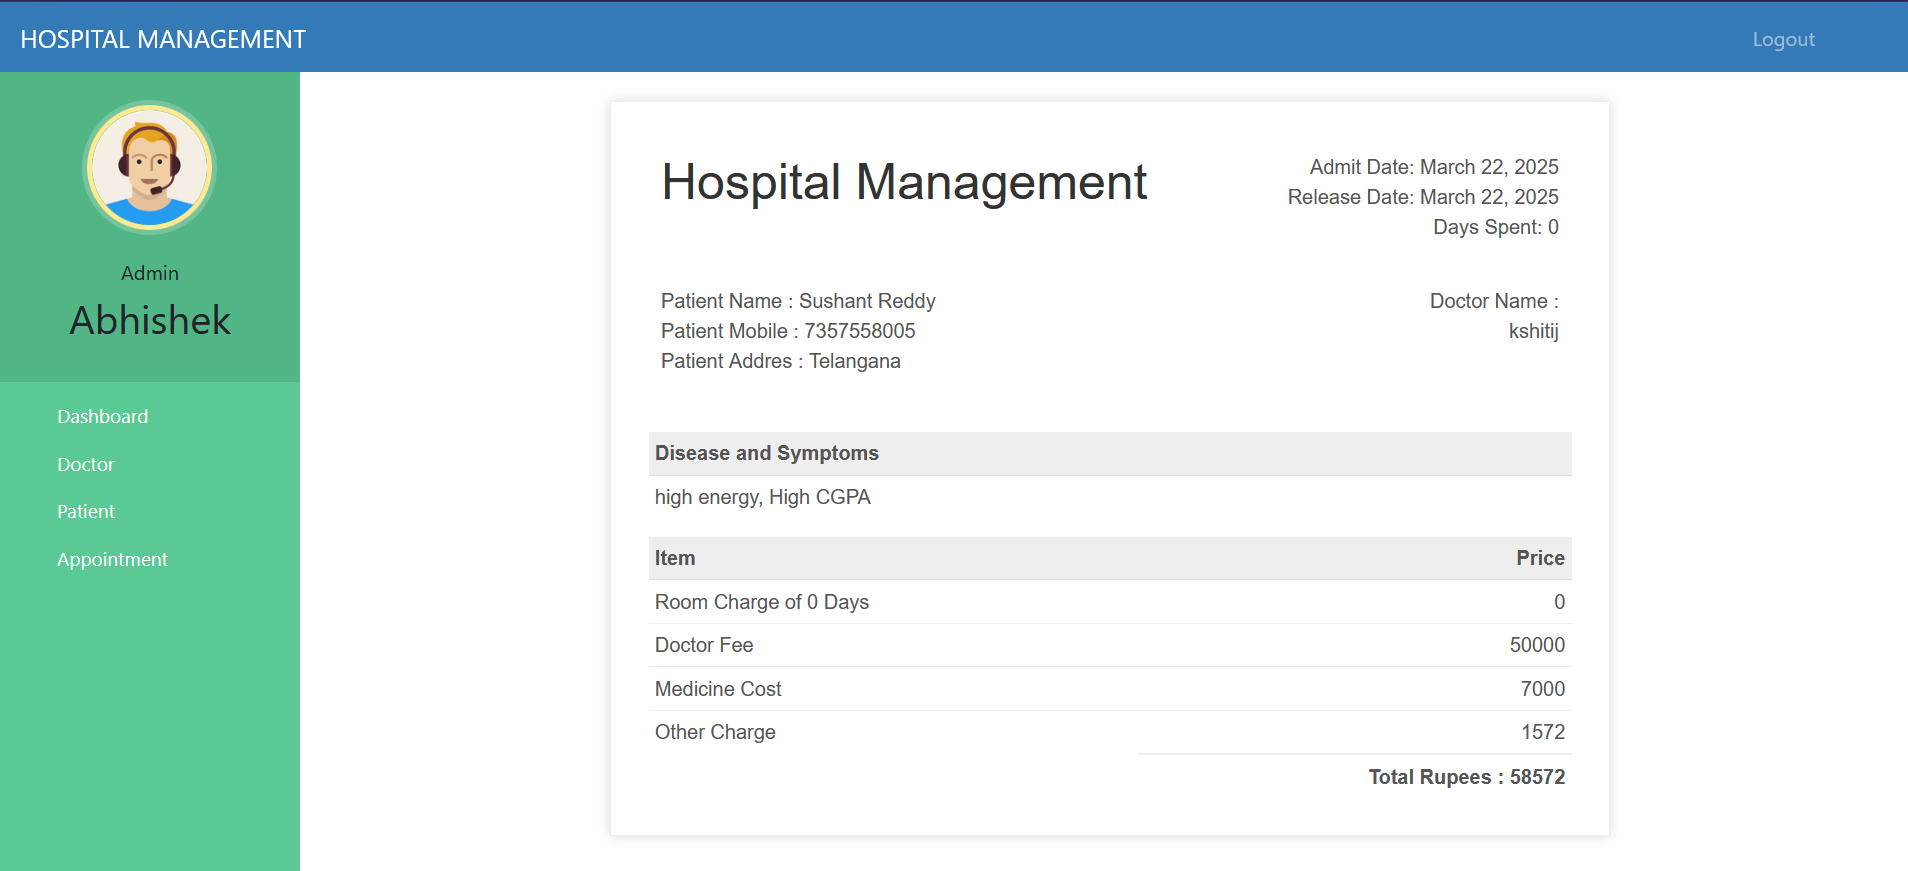 HOSPITAL MANAGEMENT
Logout
Admin
Abhishek
Dashboard
Doctor
Patient
Appointment
Hospital Management
Admit Date: March 22, 2025
Release Date: March 22, 2025
Days Spent: 0
Patient Name : Sushant Reddy
Patient Mobile : 7357558005
Patient Addres : Telangana
Doctor Name :
kshitij
Disease and Symptoms
high energy, High CGPA
Item Price
Room Charge of 0 Days 0
Doctor Fee 50000
Medicine Cost 7000
Other Charge 1572
Total Rupees : 58572